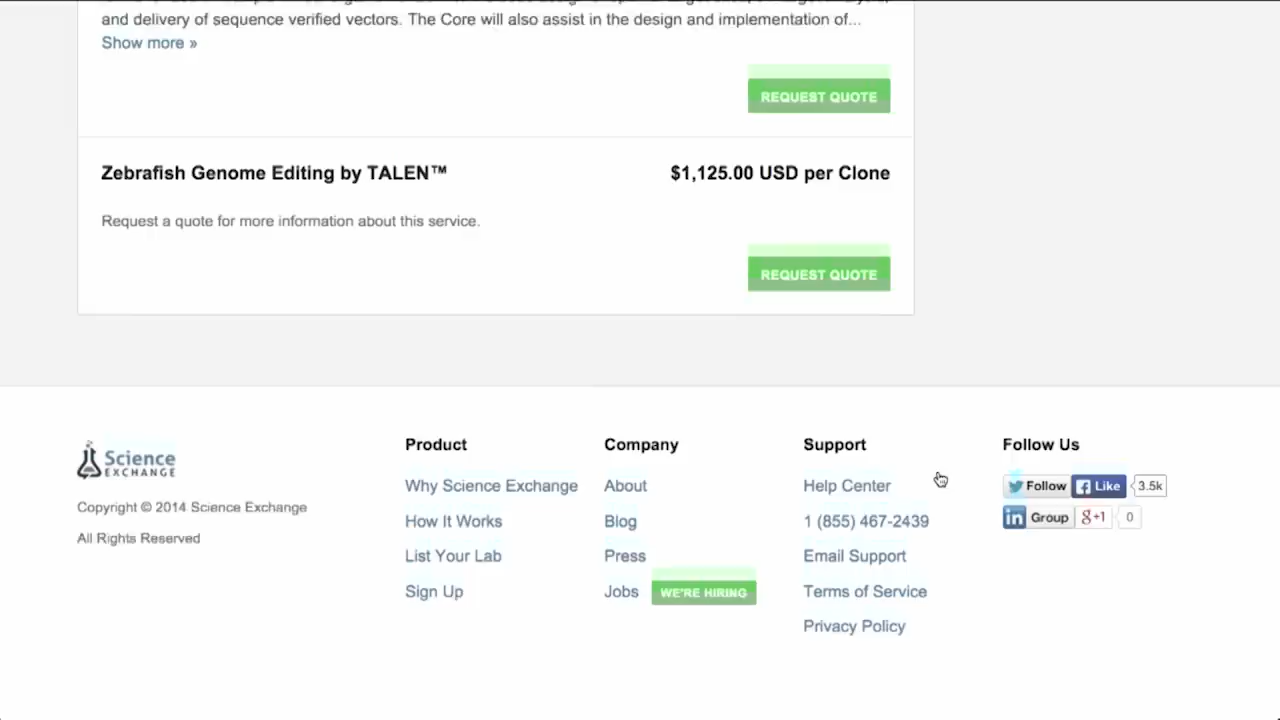 and delivery of sequence verified vectors. The Core will also assist in the design and implementation of...
Show more »
REQUEST QUOTE
Zebrafish Genome Editing by TALEN™
$1,125.00 USD per Clone
Request a quote for more information about this service.
REQUEST QUOTE
Science
EXCHANGE
Copyright © 2014 Science Exchange
All Rights Reserved
Product
Why Science Exchange
How It Works
List Your Lab
Sign Up
Company
About
Blog
Press
Jobs WE'RE HIRING
Support
Help Center
1 (855) 467-2439
Email Support
Terms of Service
Privacy Policy
Follow Us
Follow Like 3.5k
in Group g+1 0